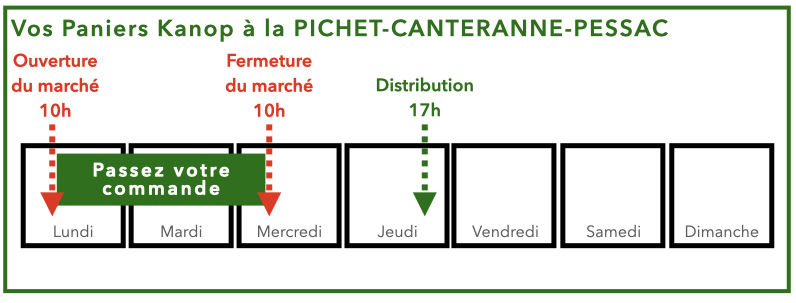 Vos Paniers Kanop à la PICHET-CANTERANNE-PESSAC
Ouverture
du marché
10h
Fermeture
du marché
10h
Distribution
17h
Passez votre
commande
Lundi
Mardi
Mercredi
Jeudi
Vendredi
Samedi
Dimanche